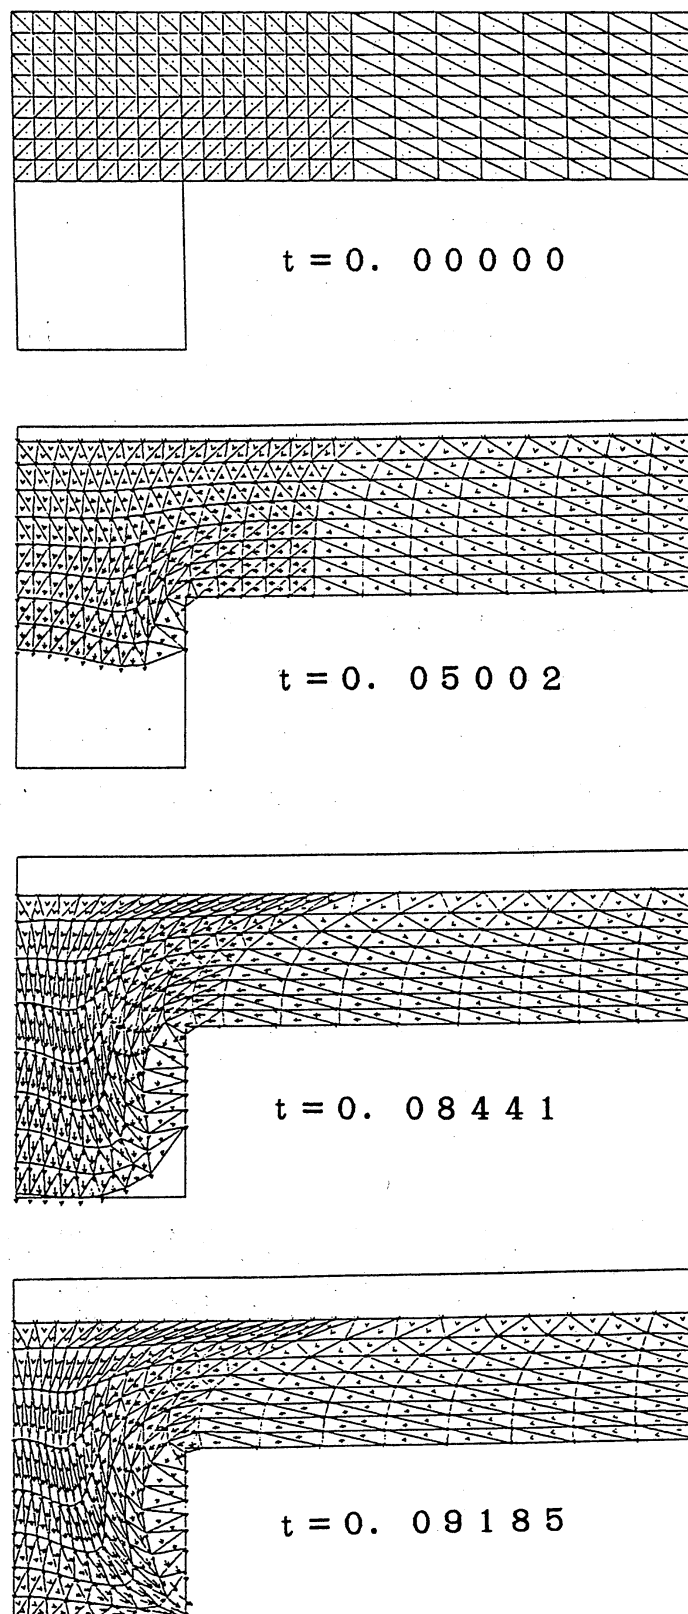 t = 0. 00000
t = 0. 05002
t = 0. 08441
t = 0. 09185